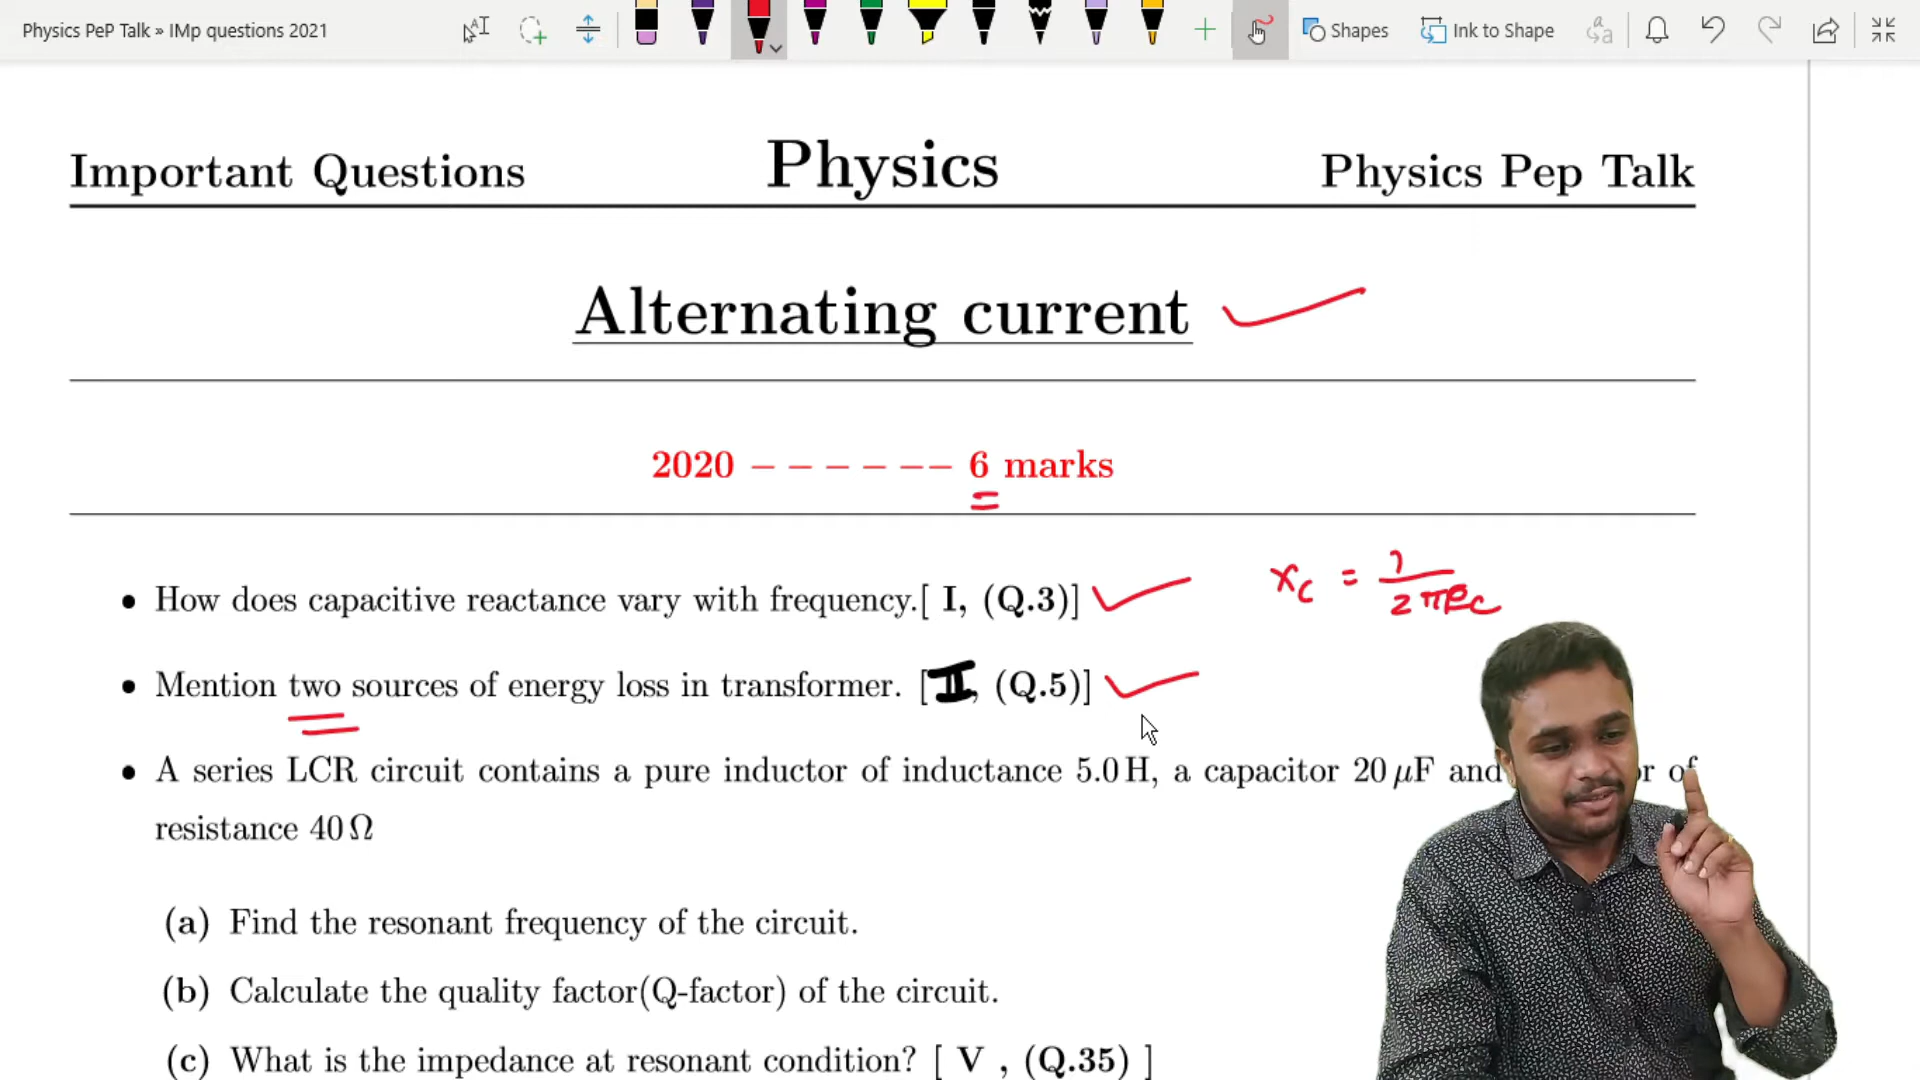 Physics PeP Talk » IMp questions 2021
Shapes
Ink to Shape
Important Questions
Physics
Physics Pep Talk
Alternating current
2020 − − − − − − 6 marks
• How does capacitive reactance vary with frequency.[ I, (Q.3)]
Xc = 1/2πfc
• Mention two sources of energy loss in transformer. [II, (Q.5)]
• A series LCR circuit contains a pure inductor of inductance 5.0 H, a capacitor 20 μF and of
resistance 40 Ω
(a) Find the resonant frequency of the circuit.
(b) Calculate the quality factor(Q-factor) of the circuit.
(c) What is the impedance at resonant condition? [ V , (Q.35) ]